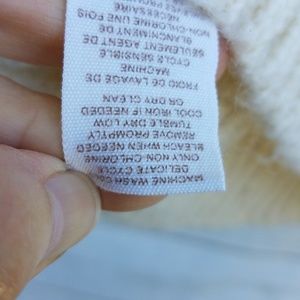 MACHINE WASH
DELICATE CYCLE
ONLY NON-CHLORINE
BLEACH WHEN NEEDED
REMOVE PROMPTLY
TUMBLE DRY LOW
COOL IRON IF NEEDED
OR DRY CLEAN
FROID DE LAVAGE DE
MACHINE
CYCLE SENSIBLE
SEULEMENT AGENT DE
BLANCHIMENT DE
NON-CHLORINE UNE FOIS
NECESSAIRE